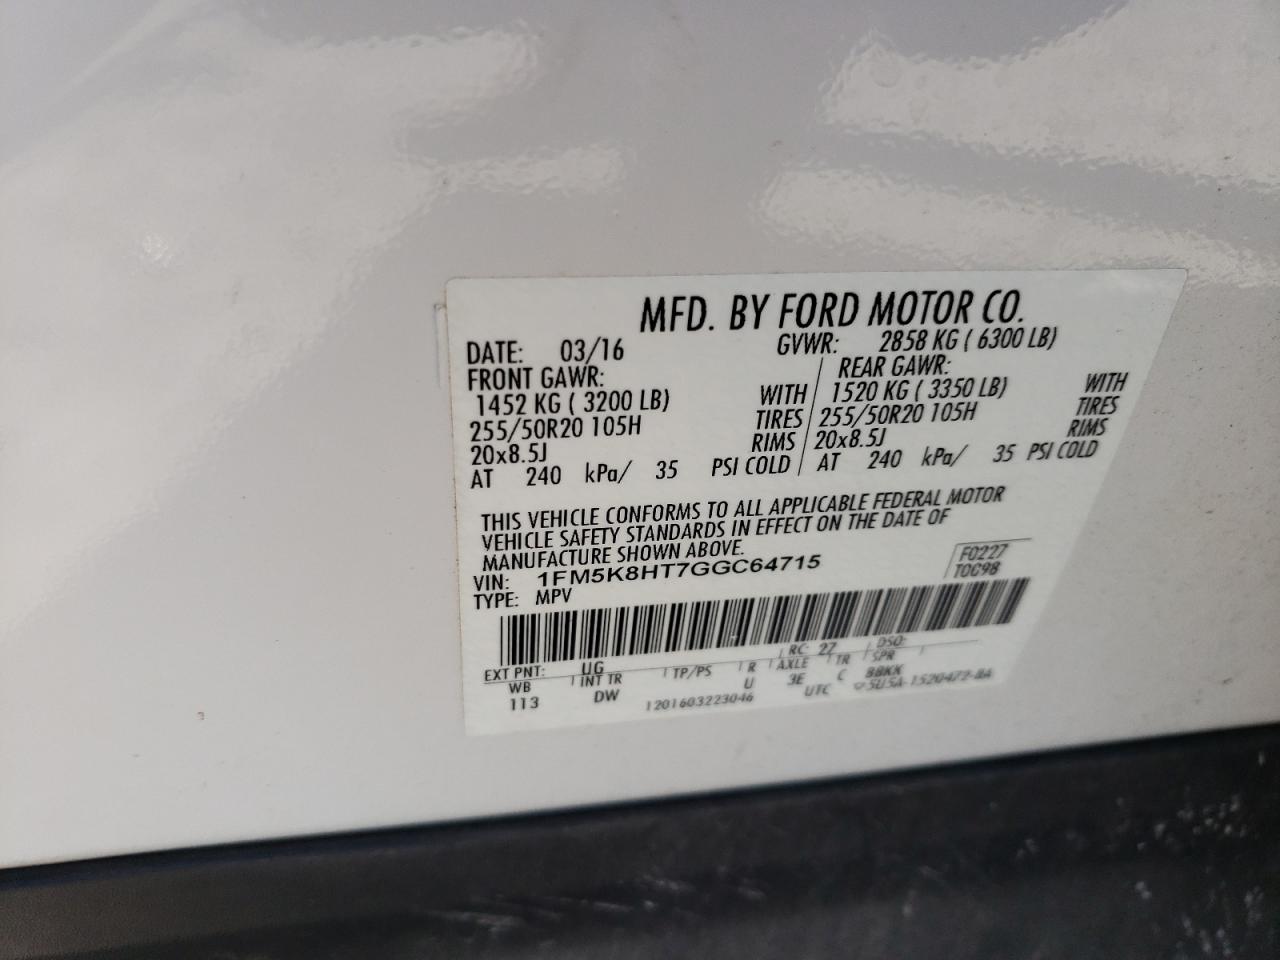 MFD. BY FORD MOTOR CO.
DATE: 03/16 GVWR: 2858 KG ( 6300 LB)
FRONT GAWR: REAR GAWR:
1452 KG ( 3200 LB) WITH 1520 KG ( 3350 LB) WITH
255/50R20 105H TIRES 255/50R20 105H TIRES
20x8.5J RIMS 20x8.5J RIMS
AT 240 kPa/ 35 PSI COLD AT 240 kPa/ 35 PSI COLD
THIS VEHICLE CONFORMS TO ALL APPLICABLE FEDERAL MOTOR
VEHICLE SAFETY STANDARDS IN EFFECT ON THE DATE OF
MANUFACTURE SHOWN ABOVE.
VIN: 1FM5K8HT7GGC64715 F0227
TYPE: MPV T0C98
EXT PNT: UG RC: 27 DSO:
WB INT TR TP/PS R AXLE TR SPR
113 DW U 3E C BBKK
1201603223046 UTC 5U5A-1520472-BA